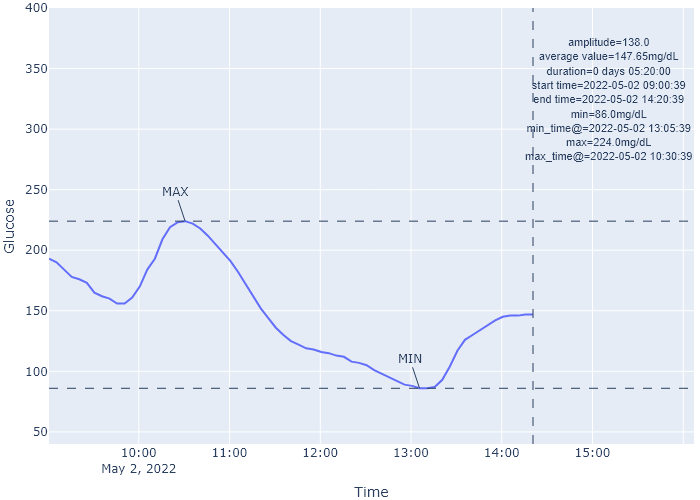 400
amplitude=138.0
average value=147.65mg/dL
350
duration=0 days 05:20:00
start time=2022-05-02 09:00:39
end time=2022-05-02 14:20:39
min=86.0mg/dL
300
min_time@=2022-05-02 13:05:39
max=224.0mg/dL
max_time@=2022-05-02 10:30:39
250
MAX
Glucose
200
150
MIN
100
50
10:00
11:00
12:00
13:00
14:00
15:00
May 2, 2022
Time